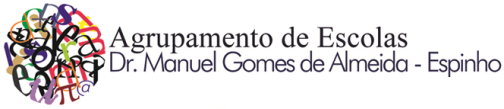 Agrupamento de Escolas
Dr. Manuel Gomes de Almeida - Espinho